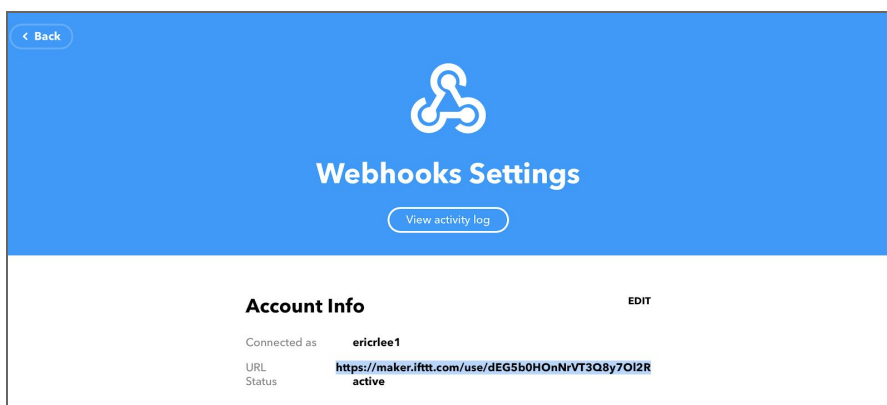 Back
Webhooks Settings
View activity log
Account Info EDIT
Connected as ericrlee1
URL https://maker.ifttt.com/use/dEG5b0HOnNrVT3Q8y7Ol2R
Status active